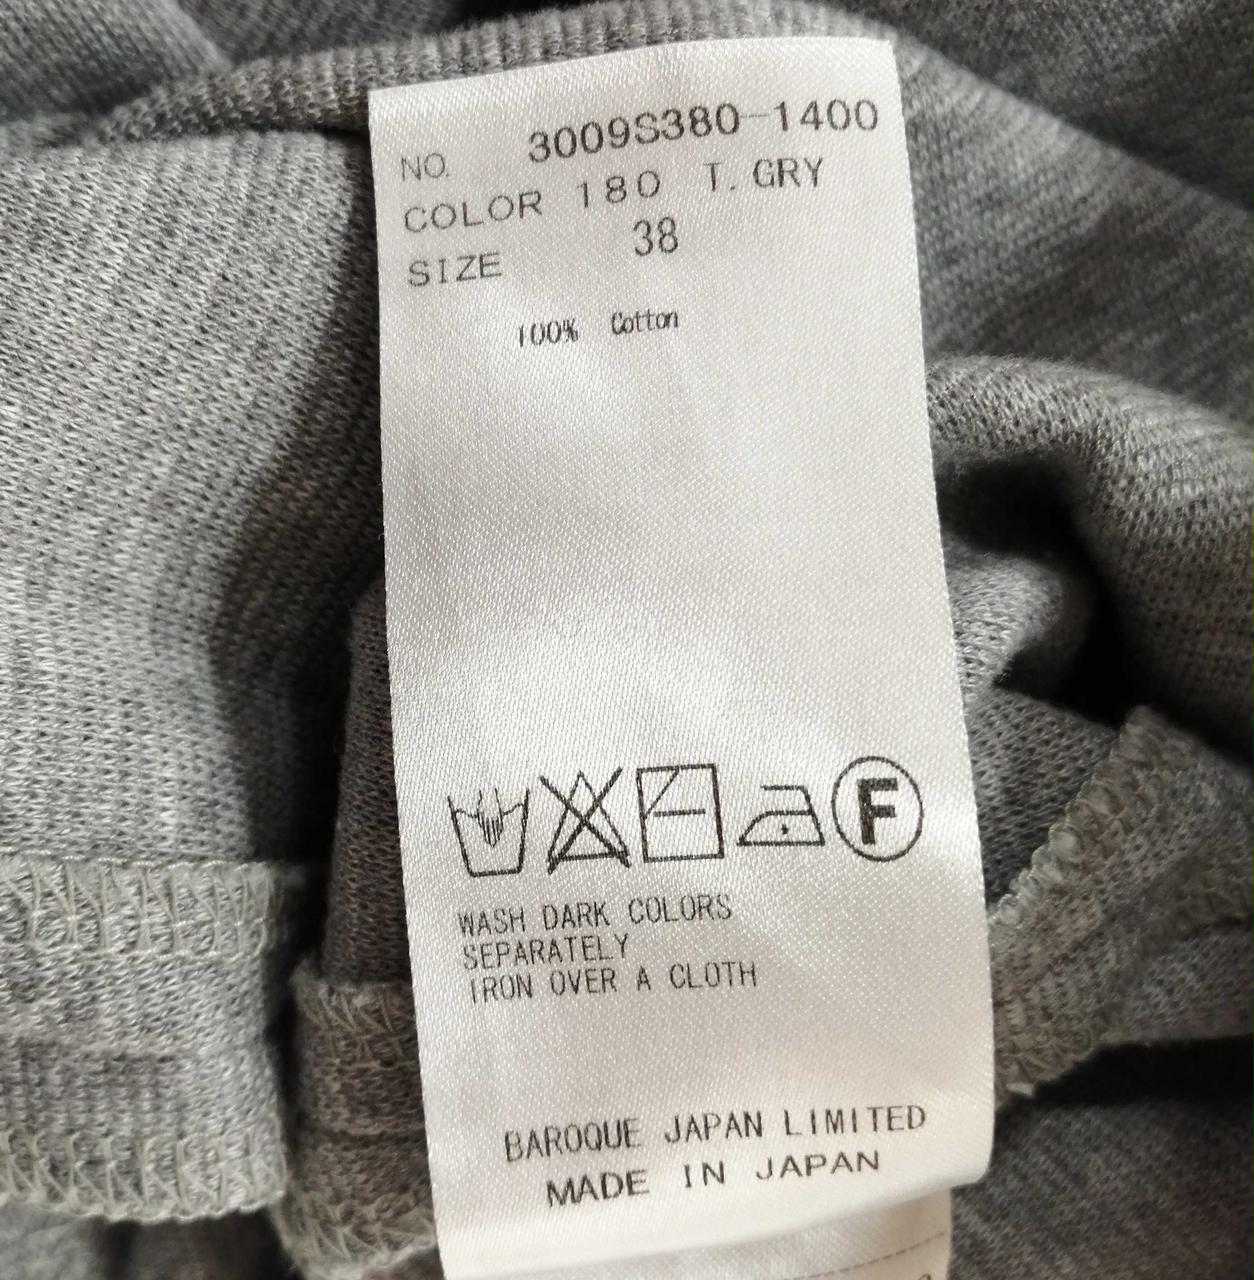 NO. 3009S380-1400
COLOR 180 T.GRY
SIZE 38
100% Cotton
F
WASH DARK COLORS
SEPARATELY
IRON OVER A CLOTH
BAROQUE JAPAN LIMITED
MADE IN JAPAN